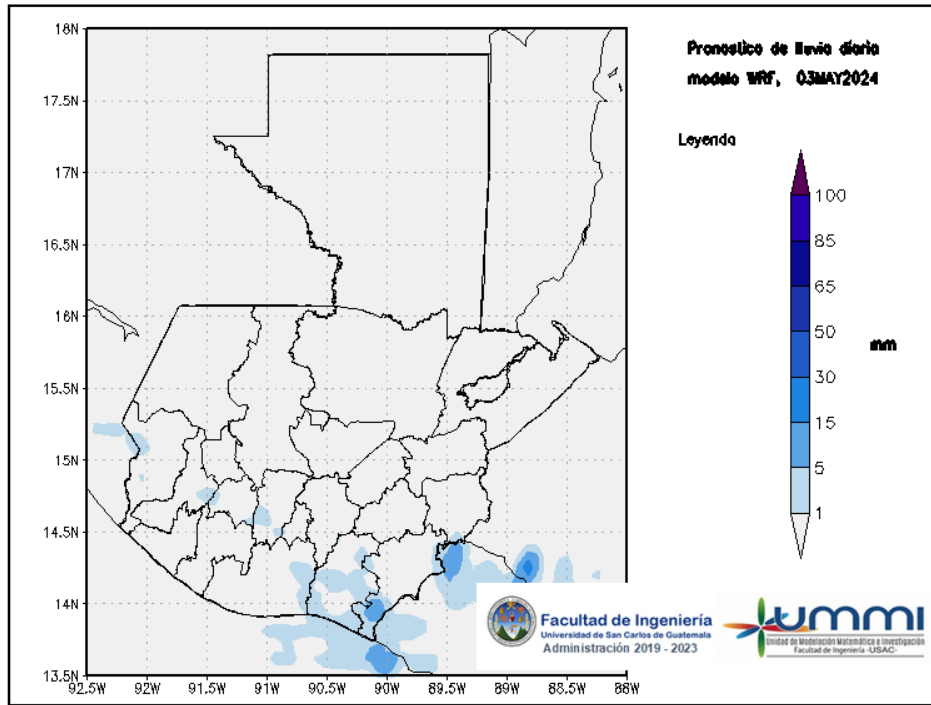 18N
17.5N
17N
16.5N
16N
15.5N
15N
14.5N
14N
13.5N
92.5W
92W
91.5W
91W
90.5W
90W
89.5W
89W
88.5W
88W
Pronostico de lluvia diaria
modelo WRF, 03MAY2024
Leyenda
100
85
65
50
30
15
5
1
mm
Facultad de Ingeniería
Universidad de San Carlos de Guatemala
Administración 2019 - 2023
ummi
Unidad de Modelación Matemática e Investigación
Facultad de Ingeniería -USAC-